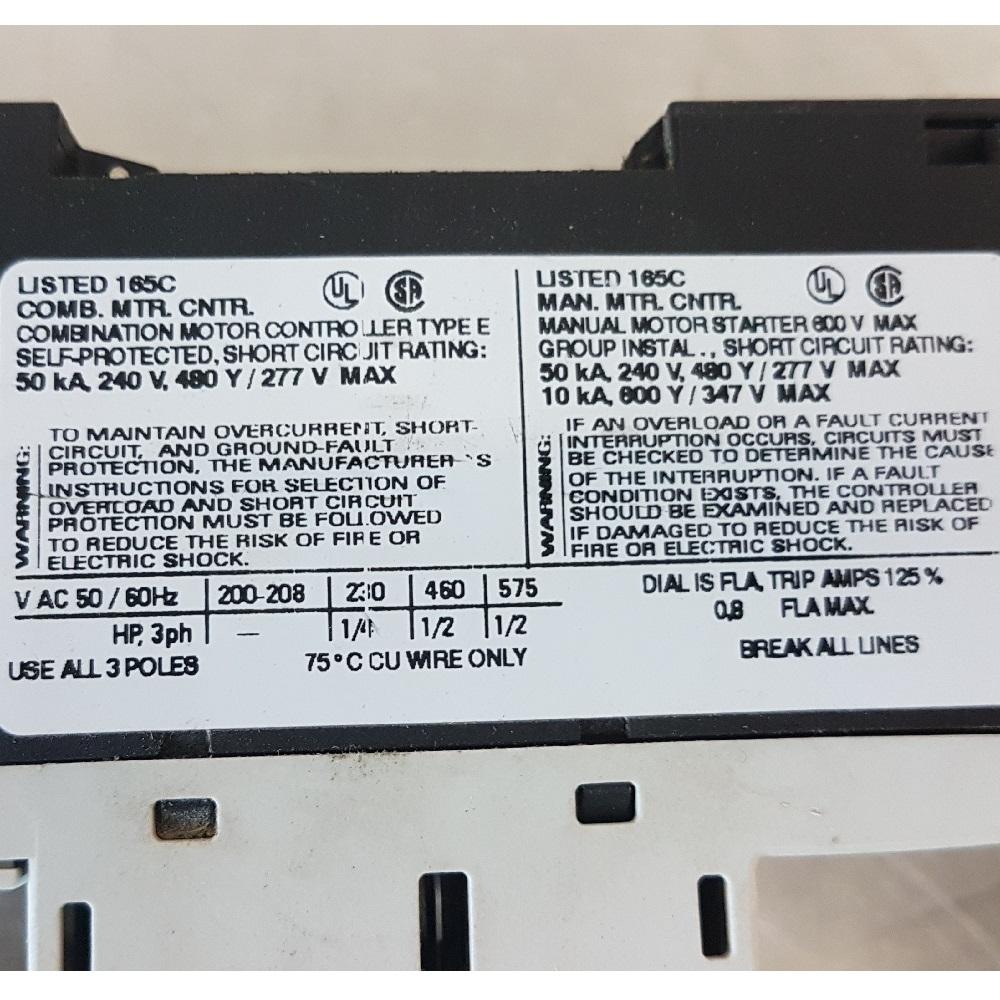 LISTED 165C UL SA
COMB. MTR. CNTR.
COMBINATION MOTOR CONTROLLER TYPE E
SELF-PROTECTED, SHORT CIRCUIT RATING:
50 kA, 240 V, 480 Y / 277 V MAX
WARNING:
TO MAINTAIN OVERCURRENT, SHORT-
CIRCUIT, AND GROUND-FAULT
PROTECTION, THE MANUFACTURER`S
INSTRUCTIONS FOR SELECTION OF
OVERLOAD AND SHORT CIRCUIT
PROTECTION MUST BE FOLLOWED
TO REDUCE THE RISK OF FIRE OR
ELECTRIC SHOCK.
LISTED 165C UL SA
MAN. MTR. CNTR.
MANUAL MOTOR STARTER 600 V MAX
GROUP INSTAL., SHORT CIRCUIT RATING:
50 kA, 240 V, 480 Y / 277 V MAX
10 kA, 600 Y / 347 V MAX
WARNING:
IF AN OVERLOAD OR A FAULT CURRENT
INTERRUPTION OCCURS, CIRCUITS MUST
BE CHECKED TO DETERMINE THE CAUSE
OF THE INTERRUPTION. IF A FAULT
CONDITION EXISTS, THE CONTROLLER
SHOULD BE EXAMINED AND REPLACED
IF DAMAGED TO REDUCE THE RISK OF
FIRE OR ELECTRIC SHOCK.
V AC 50 / 60Hz 200-208 230 460 575
HP, 3ph — 1/4 1/2 1/2
USE ALL 3 POLES 75°C CU WIRE ONLY
DIAL IS FLA, TRIP AMPS 125 %
0,8 FLA MAX.
BREAK ALL LINES